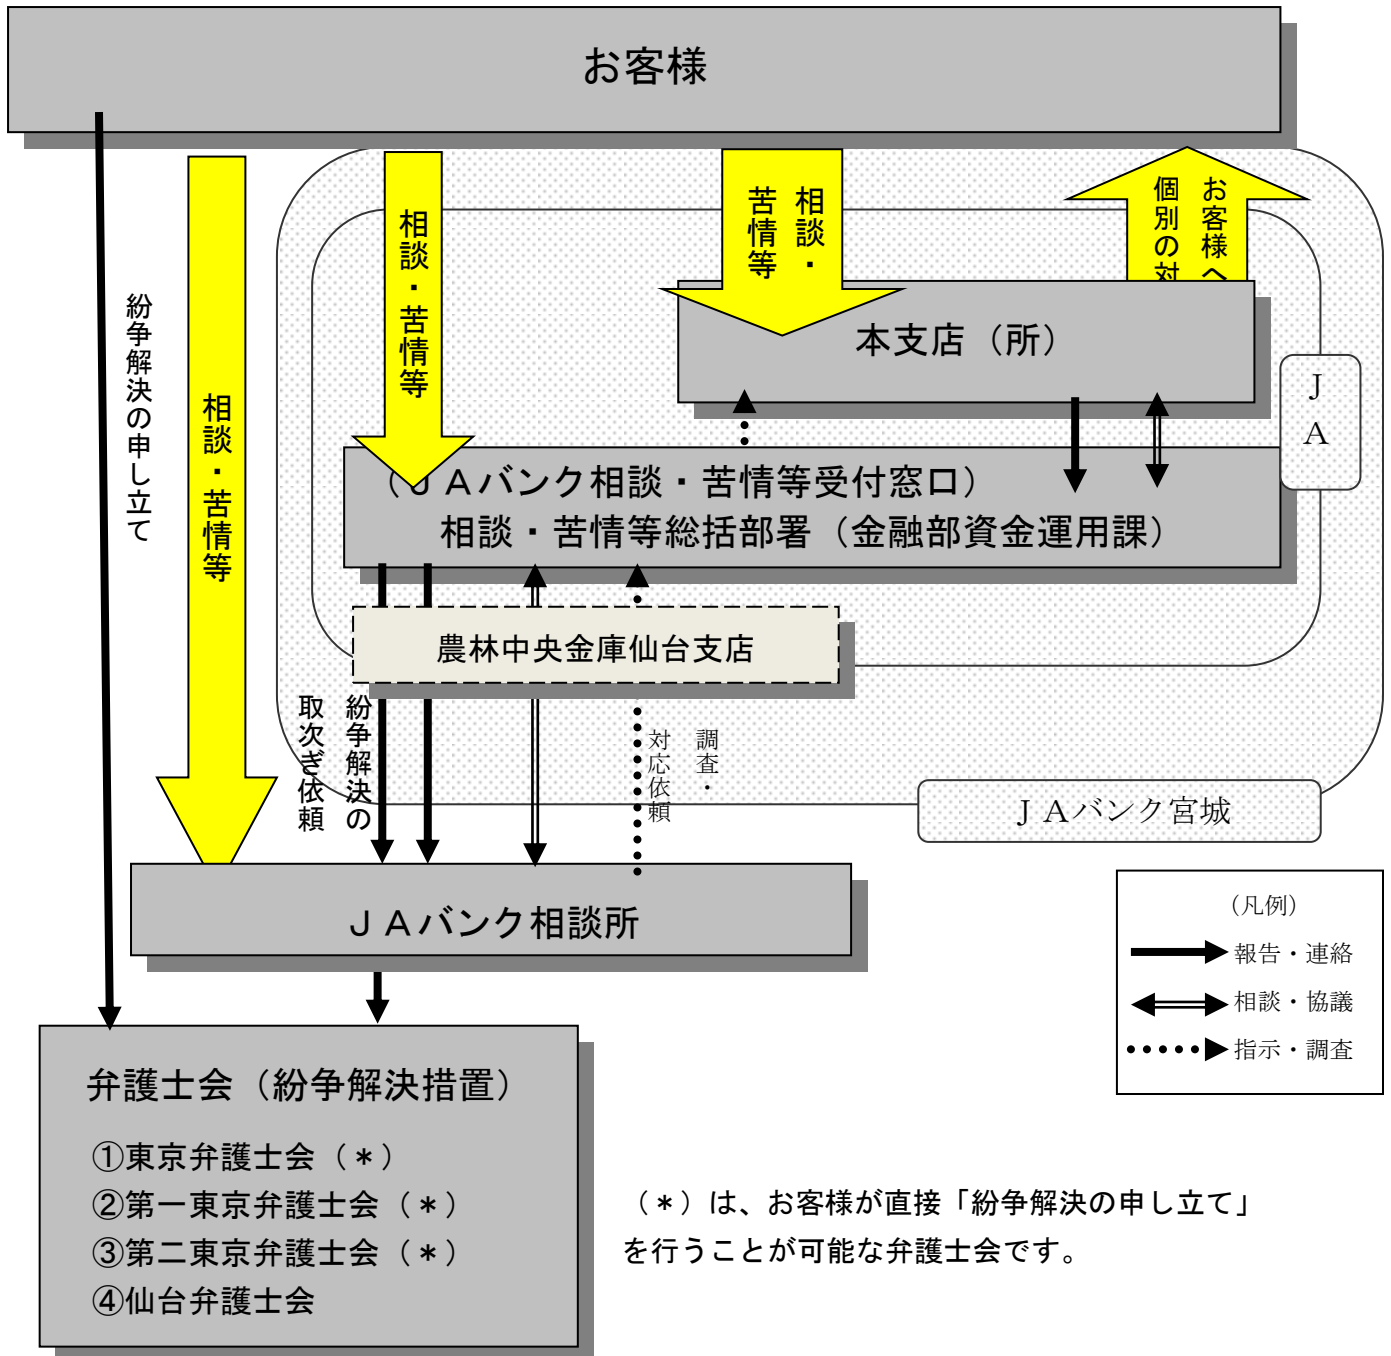 お客様
紛争解決の申し立て
相談・苦情等
相談・苦情等
相談・
苦情等
お客様へ
個別の対
本支店（所）
ＪＡ
（ＪＡバンク相談・苦情等受付窓口）
相談・苦情等総括部署（金融部資金運用課）
農林中央金庫仙台支店
紛争解決の
取次ぎ依頼
調査・
対応依頼
ＪＡバンク宮城
ＪＡバンク相談所
（凡例）
報告・連絡
相談・協議
指示・調査
弁護士会（紛争解決措置）
①東京弁護士会（＊）
②第一東京弁護士会（＊）
③第二東京弁護士会（＊）
④仙台弁護士会
（＊）は、お客様が直接「紛争解決の申し立て」
を行うことが可能な弁護士会です。